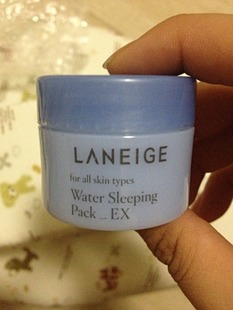 LANEIGE
for all skin types
Water Sleeping
Pack _ EX